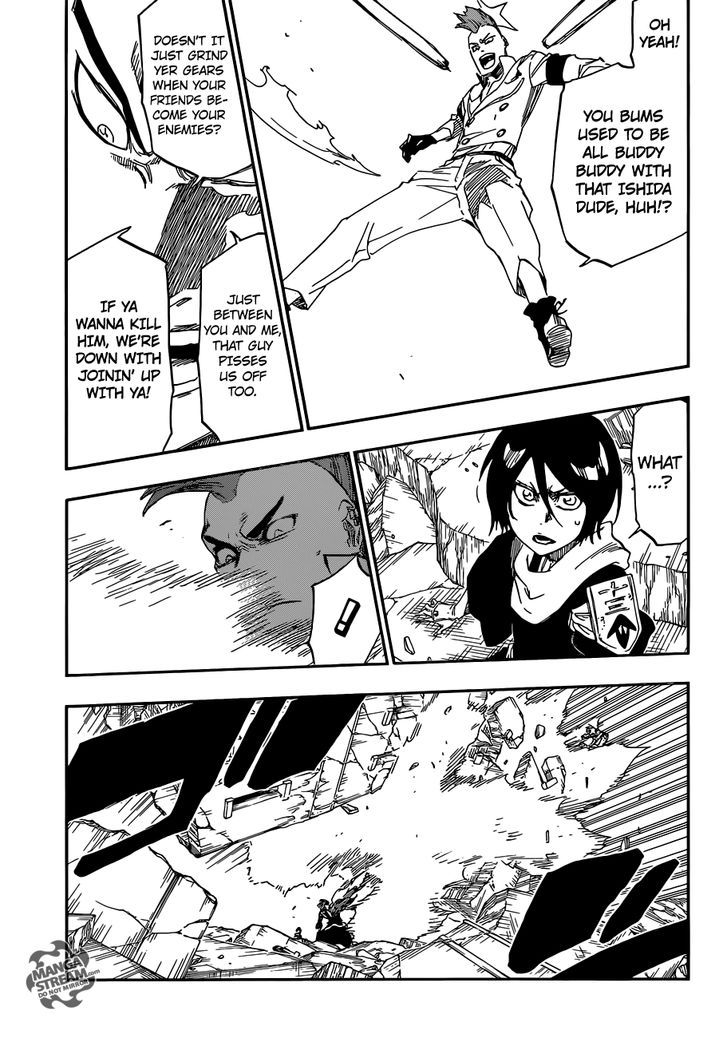 OH
YEAH!
YOU BUMS
USED TO BE
ALL BUDDY
BUDDY WITH
THAT ISHIDA
DUDE, HUH!?
DOESN'T IT
JUST GRIND
YER GEARS
WHEN YOUR
FRIENDS BE-
COME YOUR
ENEMIES?
JUST
BETWEEN
YOU AND ME,
THAT GUY
PISSES
US OFF
TOO.
IF YA
WANNA KILL
HIM, WE'RE
DOWN WITH
JOININ' UP
WITH YA!
WHAT
...?
!
MANGA
STREAM.com
DO NOT MIRROR